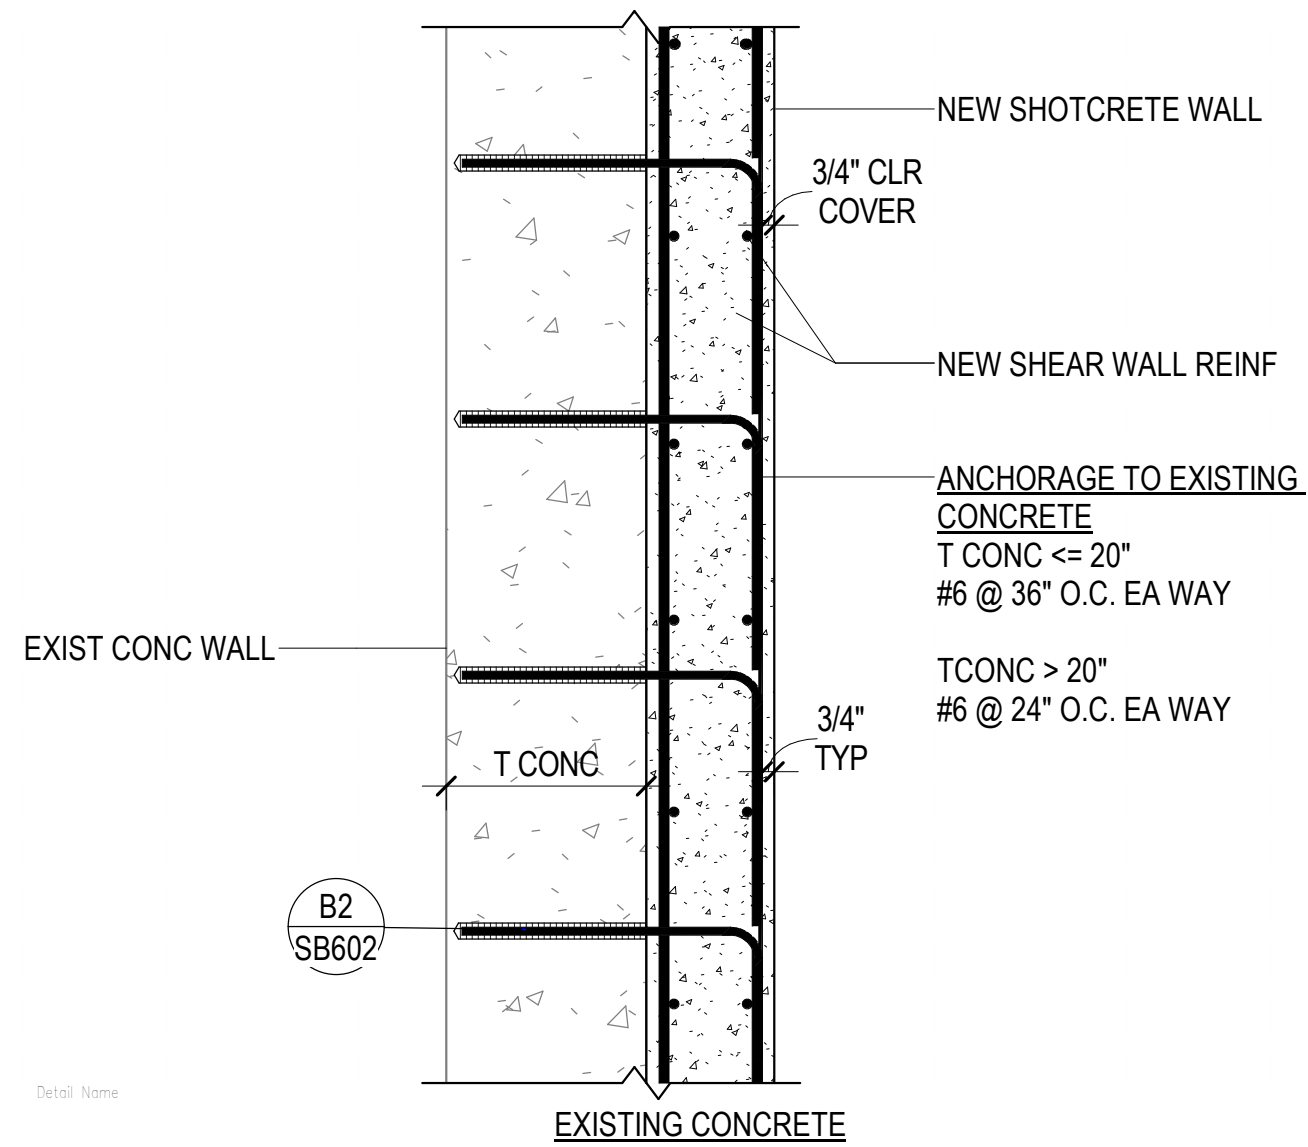 NEW SHOTCRETE WALL
3/4" CLR
COVER
NEW SHEAR WALL REINF
ANCHORAGE TO EXISTING
CONCRETE
T CONC <= 20"
#6 @ 36" O.C. EA WAY
EXIST CONC WALL
TCONC > 20"
#6 @ 24" O.C. EA WAY
3/4"
TYP
T CONC
B2
SB602
Detail Name
EXISTING CONCRETE